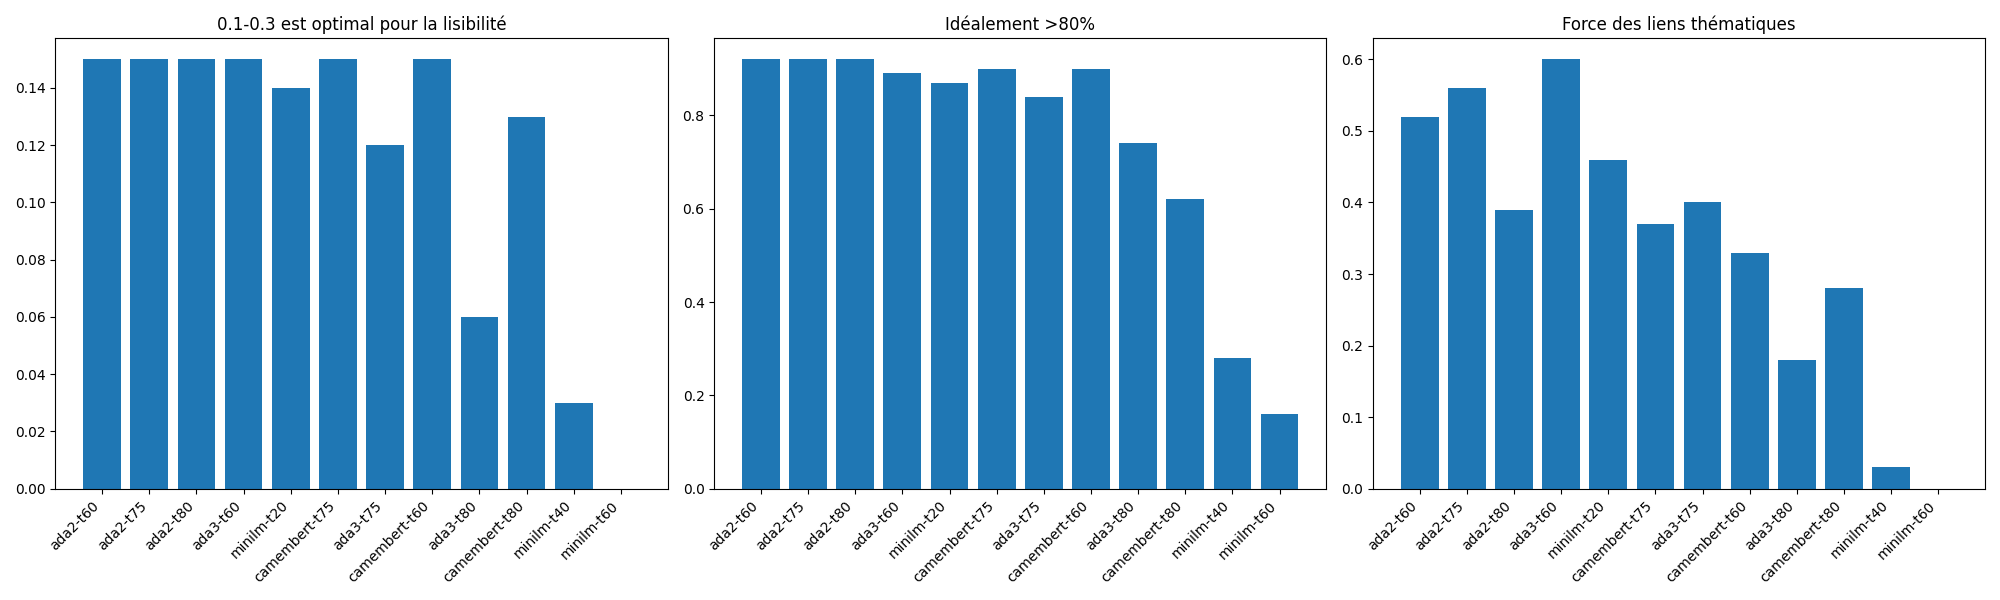 0.1-0.3 est optimal pour la lisibilité
0.14
0.12
0.10
0.08
0.06
0.04
0.02
0.00
ada2-t60
ada2-t75
ada2-t80
ada3-t60
minilm-t20
camembert-t75
ada3-t75
camembert-t60
ada3-t80
camembert-t80
minilm-t40
minilm-t60
Idéalement >80%
0.8
0.6
0.4
0.2
0.0
ada2-t60
ada2-t75
ada2-t80
ada3-t60
minilm-t20
camembert-t75
ada3-t75
camembert-t60
ada3-t80
camembert-t80
minilm-t40
minilm-t60
Force des liens thématiques
0.6
0.5
0.4
0.3
0.2
0.1
0.0
ada2-t60
ada2-t75
ada2-t80
ada3-t60
minilm-t20
camembert-t75
ada3-t75
camembert-t60
ada3-t80
camembert-t80
minilm-t40
minilm-t60